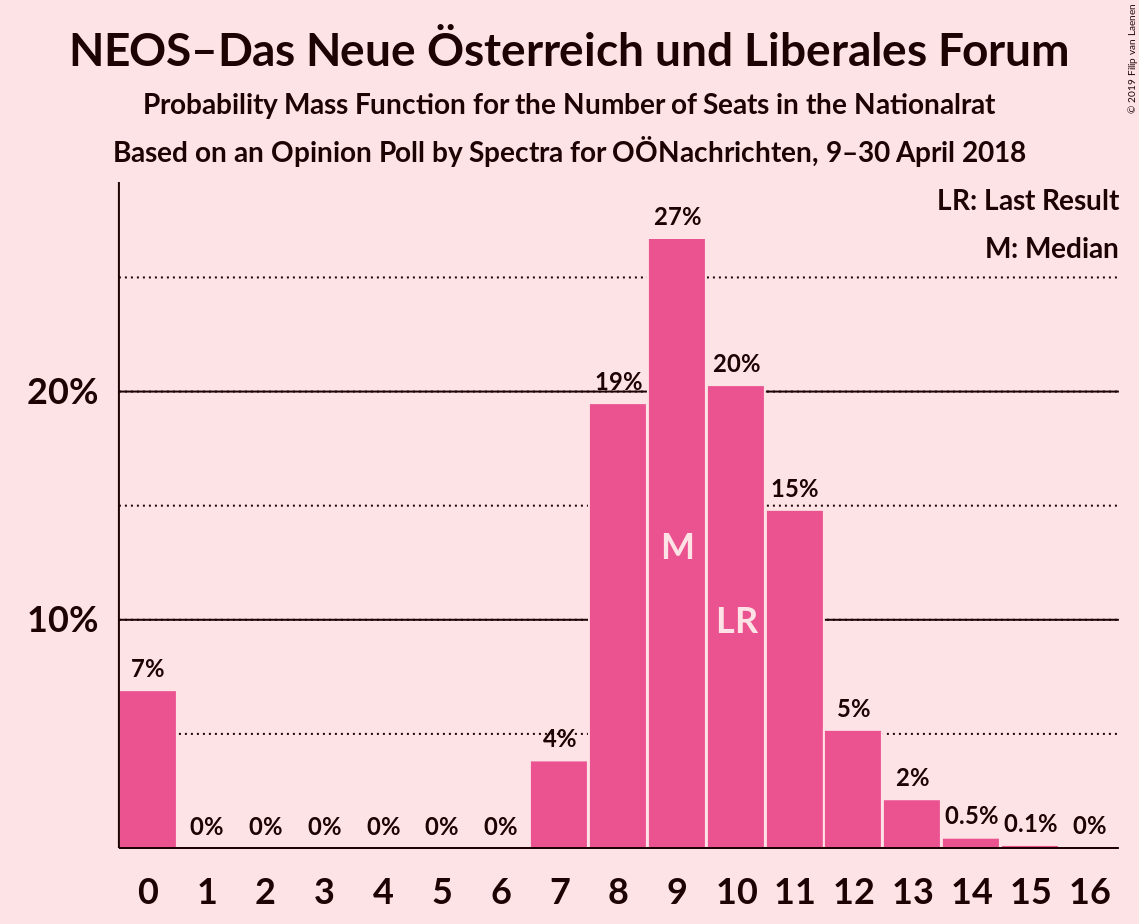 NEOS–Das Neue Österreich und Liberales Forum
Probability Mass Function for the Number of Seats in the Nationalrat
Based on an Opinion Poll by Spectra for OÖNachrichten, 9–30 April 2018
© 2019 Filip van Laenen
LR: Last Result
M: Median
27%
20%
19%
20%
15%
M
LR
10%
7%
5%
4%
2%
0%
0%
0%
0%
0%
0%
0.5%
0.1%
0%
0 1 2 3 4 5 6 7 8 9 10 11 12 13 14 15 16